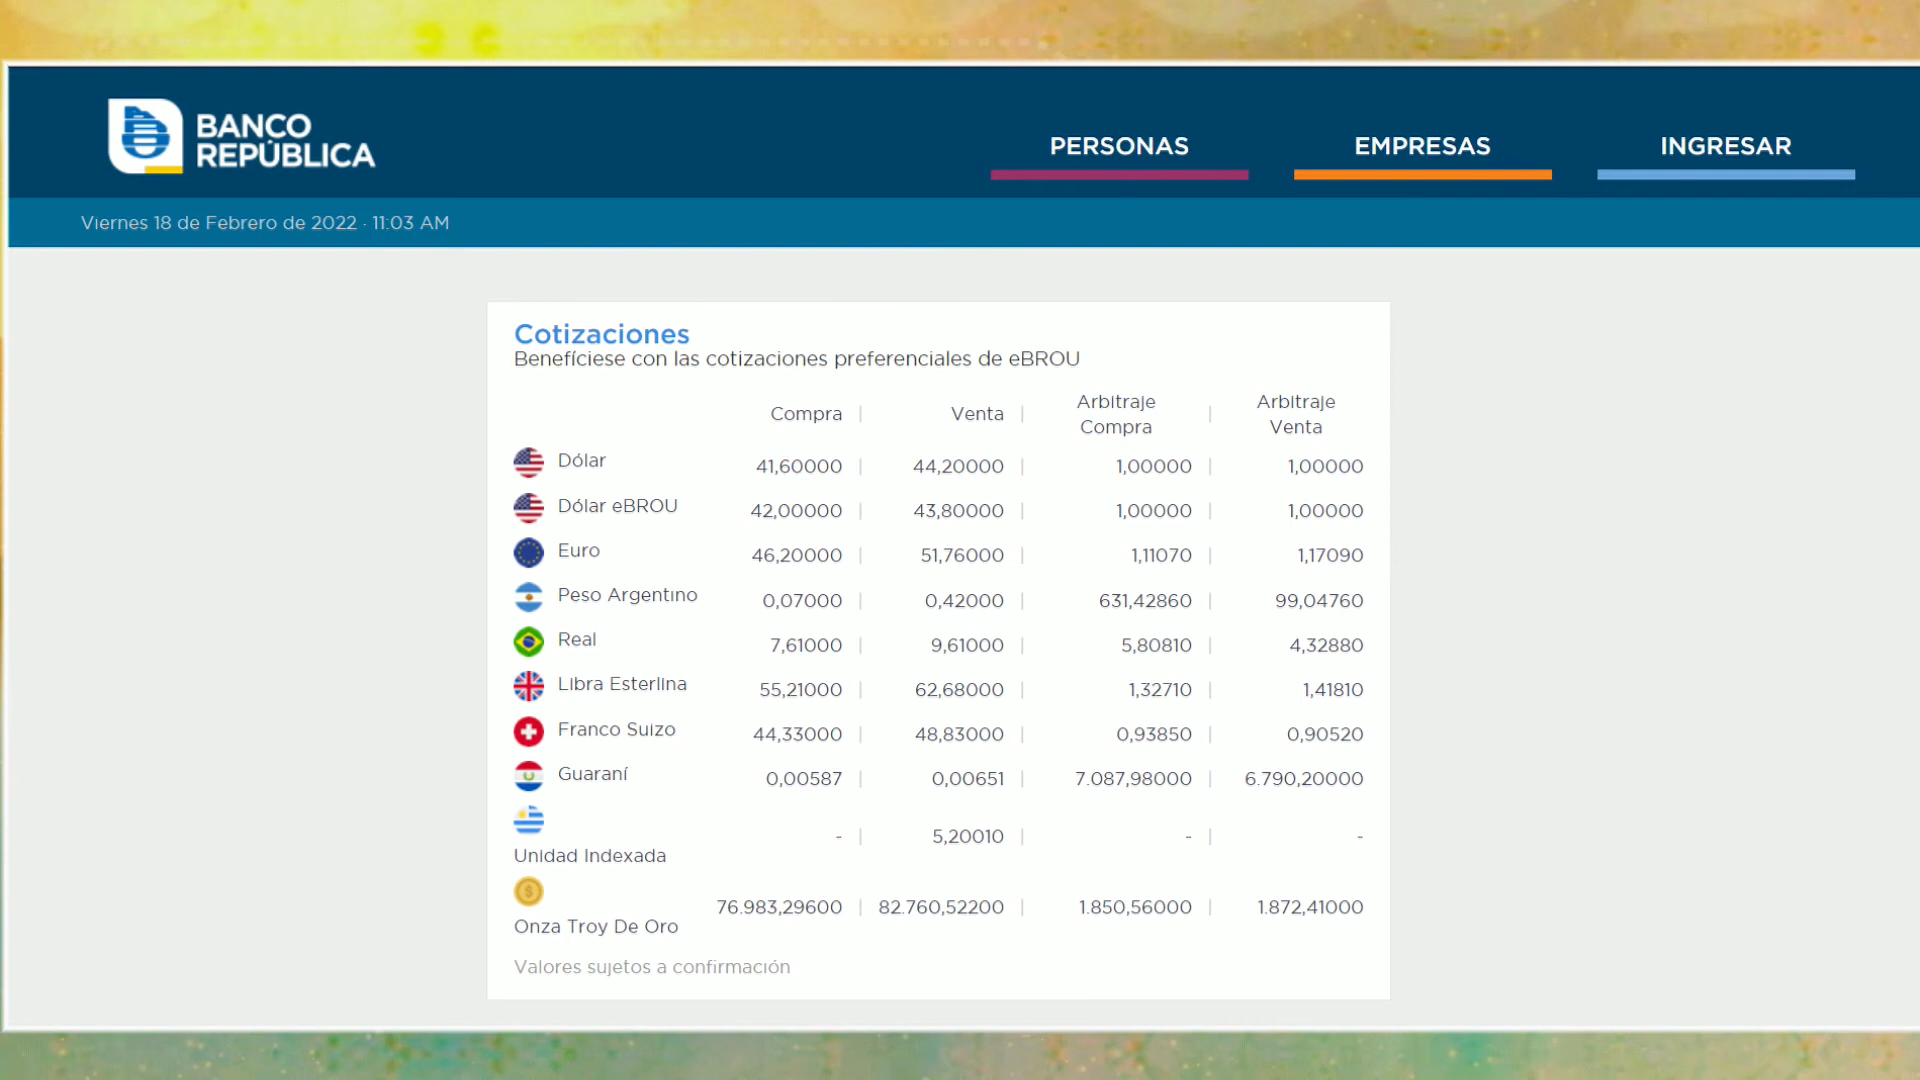 BANCO
REPÚBLICA
PERSONAS EMPRESAS INGRESAR
Viernes 18 de Febrero de 2022 · 11:03 AM
Cotizaciones
Benefíciese con las cotizaciones preferenciales de eBROU
Compra | Venta | Arbitraje Compra | Arbitraje Venta
Dólar 41,60000 | 44,20000 | 1,00000 | 1,00000
Dólar eBROU 42,00000 | 43,80000 | 1,00000 | 1,00000
Euro 46,20000 | 51,76000 | 1,11070 | 1,17090
Peso Argentino 0,07000 | 0,42000 | 631,42860 | 99,04760
Real 7,61000 | 9,61000 | 5,80810 | 4,32880
Libra Esterlina 55,21000 | 62,68000 | 1,32710 | 1,41810
Franco Suizo 44,33000 | 48,83000 | 0,93850 | 0,90520
Guaraní 0,00587 | 0,00651 | 7.087,98000 | 6.790,20000
Unidad Indexada - | 5,20010 | - | -
Onza Troy De Oro 76.983,29600 | 82.760,52200 | 1.850,56000 | 1.872,41000
Valores sujetos a confirmación